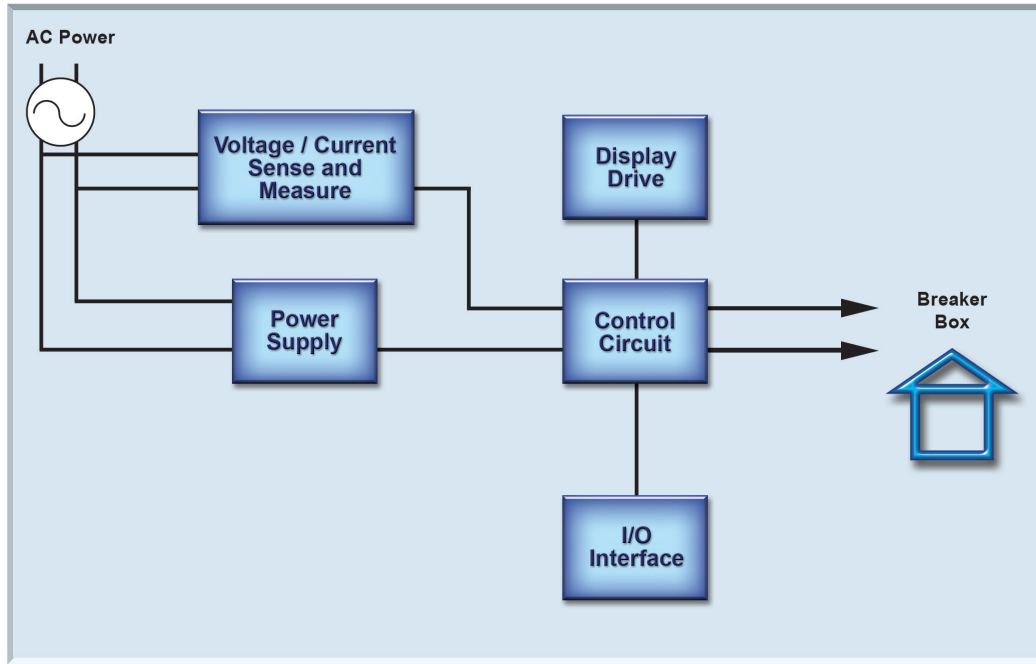 AC Power
Voltage / Current
Sense and
Measure
Display
Drive
Power
Supply
Control
Circuit
Breaker
Box
I/O
Interface